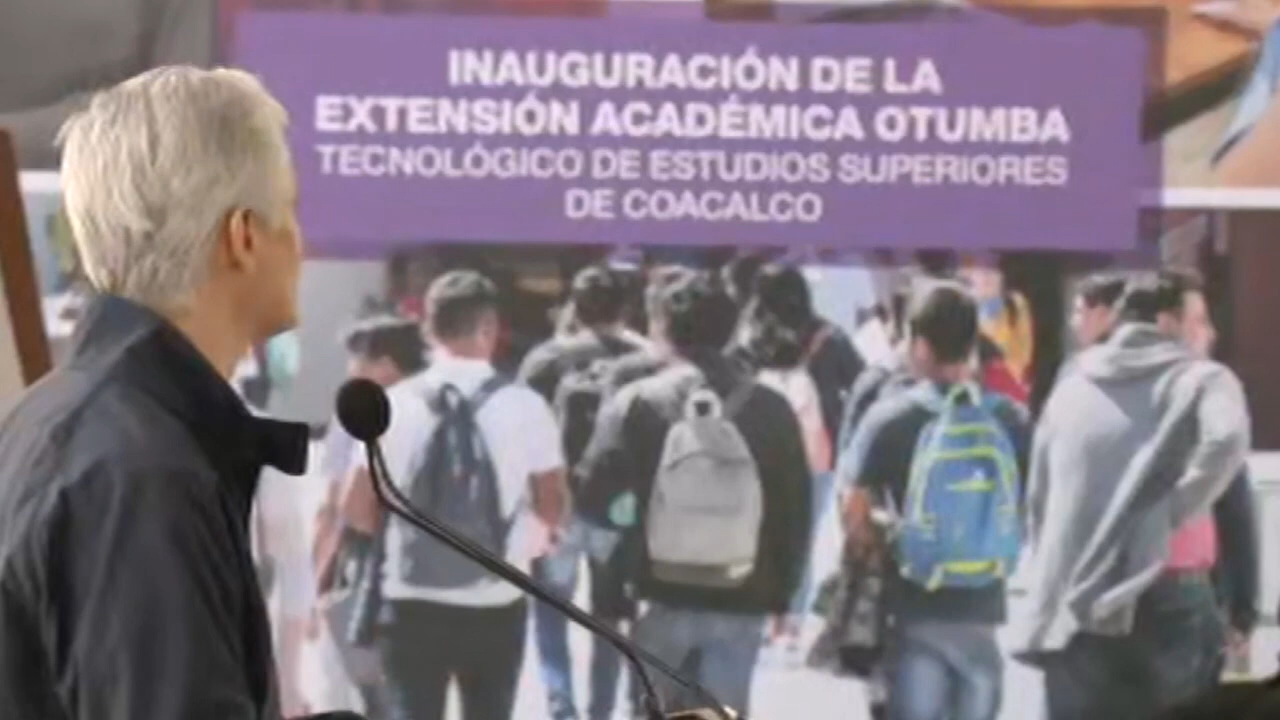 INAUGURACIÓN DE LA
EXTENSIÓN ACADÉMICA OTUMBA
TECNOLÓGICO DE ESTUDIOS SUPERIORES
DE COACALCO